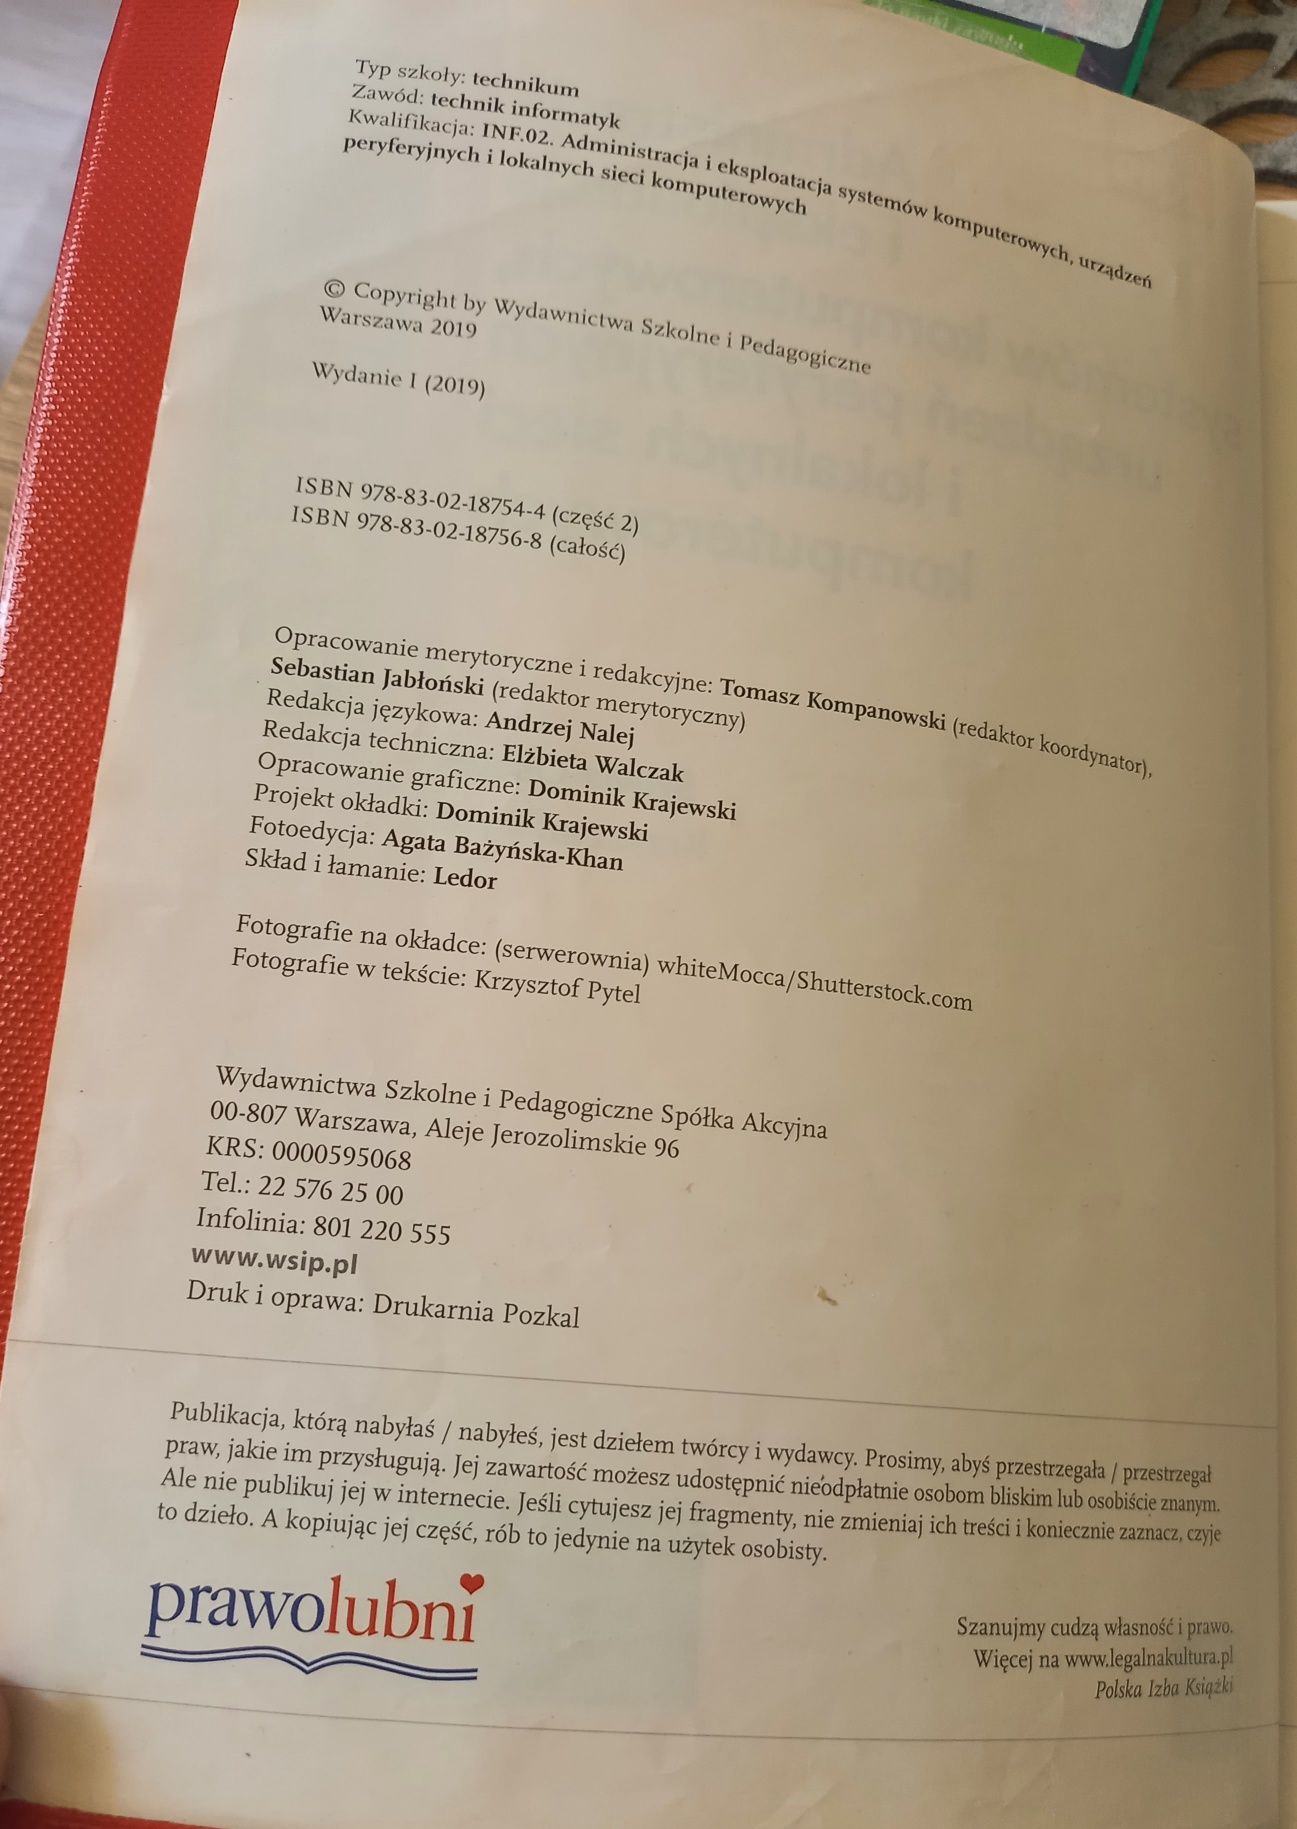 do nauki zawodu
Typ szkoły: technikum
Zawód: technik informatyk
Kwalifikacja: INF.02. Administracja i eksploatacja systemów komputerowych, urządzeń
peryferyjnych i lokalnych sieci komputerowych
© Copyright by Wydawnictwa Szkolne i Pedagogiczne
Warszawa 2019
Wydanie I (2019)
ISBN 978-83-02-18754-4 (część 2)
ISBN 978-83-02-18756-8 (całość)
Opracowanie merytoryczne i redakcyjne: Tomasz Kompanowski (redaktor koordynator),
Sebastian Jabłoński (redaktor merytoryczny)
Redakcja językowa: Andrzej Nalej
Redakcja techniczna: Elżbieta Walczak
Opracowanie graficzne: Dominik Krajewski
Projekt okładki: Dominik Krajewski
Fotoedycja: Agata Bażyńska-Khan
Skład i łamanie: Ledor
Fotografie na okładce: (serwerownia) whiteMocca/Shutterstock.com
Fotografie w tekście: Krzysztof Pytel
Wydawnictwa Szkolne i Pedagogiczne Spółka Akcyjna
00-807 Warszawa, Aleje Jerozolimskie 96
KRS: 0000595068
Tel.: 22 576 25 00
Infolinia: 801 220 555
www.wsip.pl
Druk i oprawa: Drukarnia Pozkal
Publikacja, którą nabyłaś / nabyłeś, jest dziełem twórcy i wydawcy. Prosimy, abyś przestrzegała / przestrzegał
praw, jakie im przysługują. Jej zawartość możesz udostępnić nieodpłatnie osobom bliskim lub osobiście znanym.
Ale nie publikuj jej w internecie. Jeśli cytujesz jej fragmenty, nie zmieniaj ich treści i koniecznie zaznacz, czyje
to dzieło. A kopiując jej część, rób to jedynie na użytek osobisty.
prawolubni
Szanujmy cudzą własność i prawo.
Więcej na www.legalnakultura.pl
Polska Izba Książki